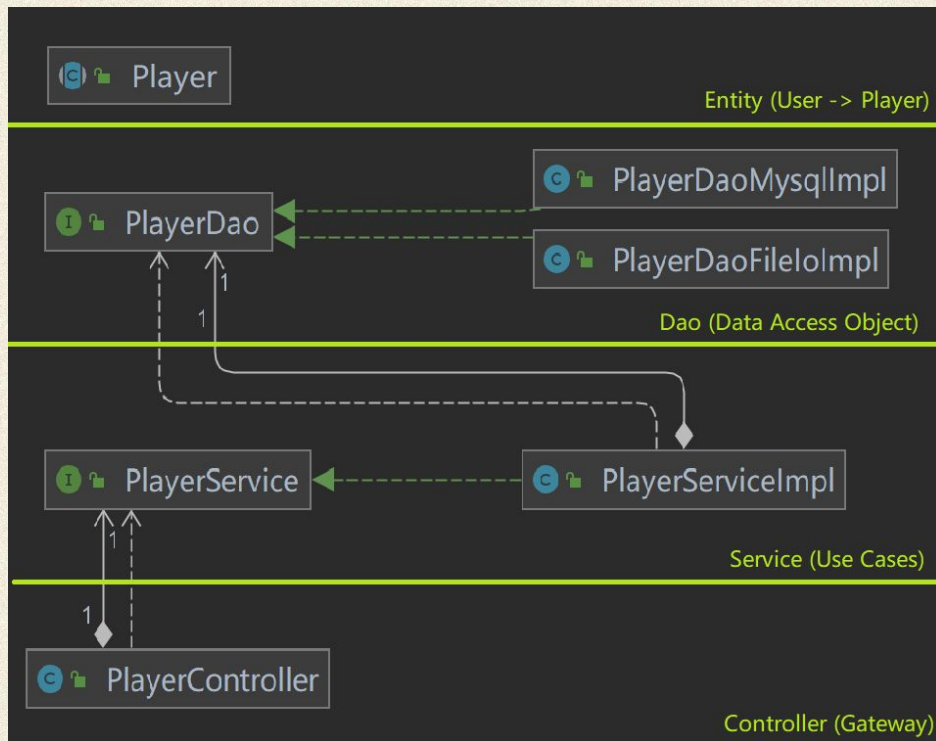 C Player
Entity (User -> Player)
C PlayerDaoMysqlImpl
I PlayerDao
C PlayerDaoFileIoImpl
1
1
Dao (Data Access Object)
I PlayerService
C PlayerServiceImpl
1
Service (Use Cases)
1
C PlayerController
Controller (Gateway)